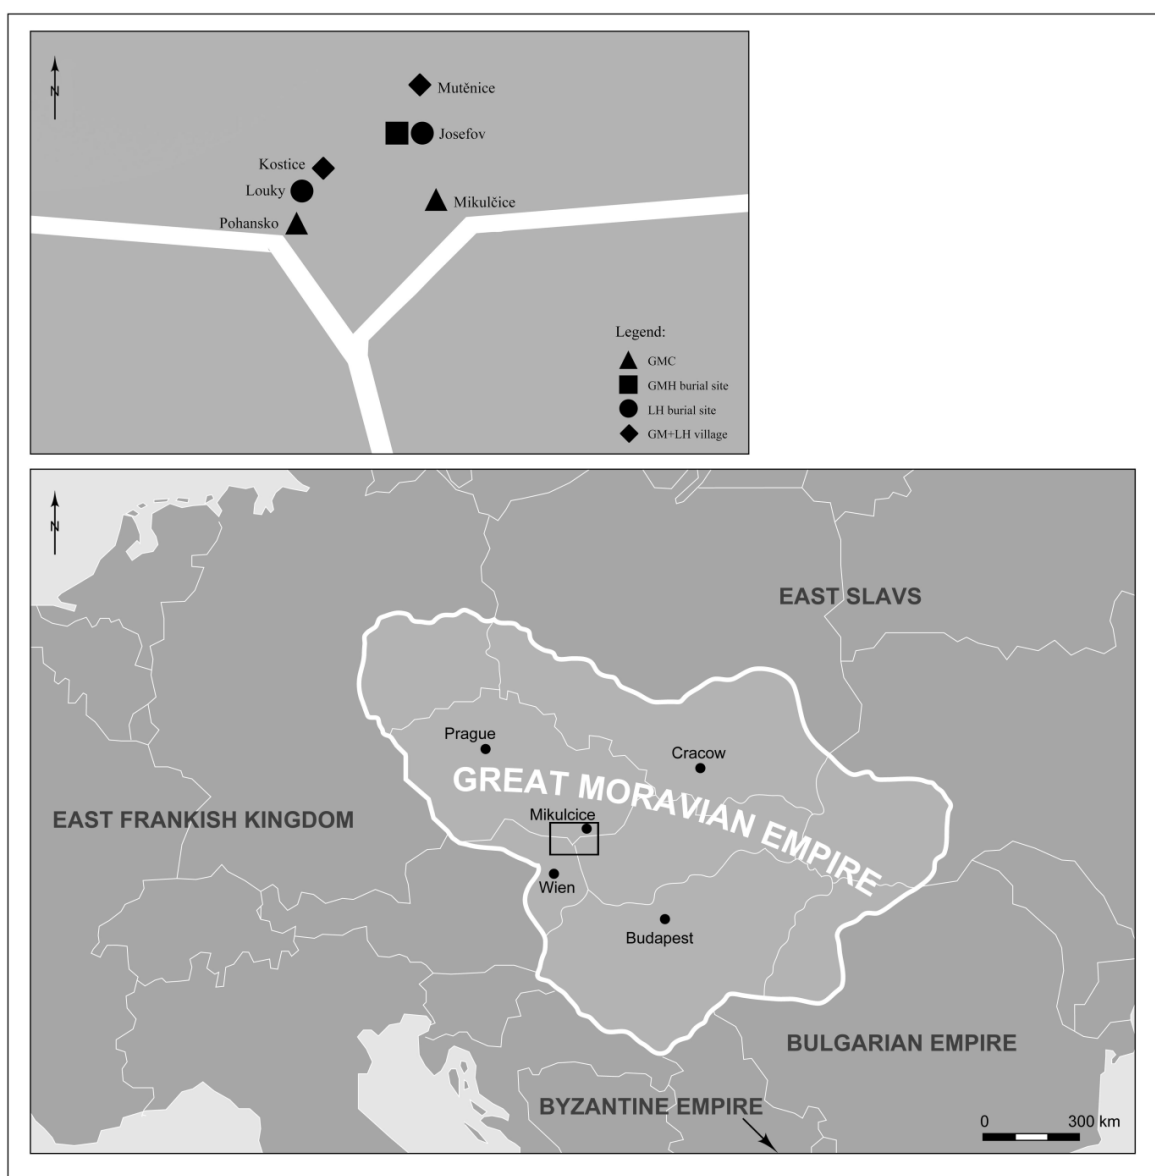 N
Mutěnice
Josefov
Kostice
Louky
Mikulčice
Pohansko
Legend:
GMC
GMH burial site
LH burial site
GM+LH village
N
EAST SLAVS
Prague
Cracow
GREAT MORAVIAN EMPIRE
EAST FRANKISH KINGDOM
Mikulcice
Wien
Budapest
BULGARIAN EMPIRE
BYZANTINE EMPIRE
0 300 km